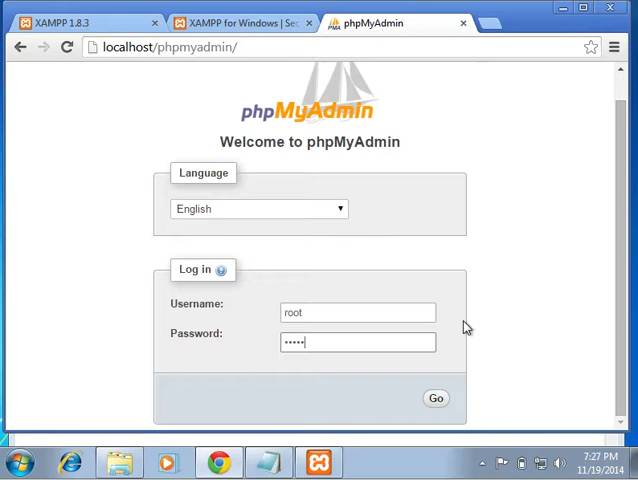 XAMPP 1.8.3
XAMPP for Windows | Sec
phpMyAdmin
localhost/phpmyadmin/
phpMyAdmin
Welcome to phpMyAdmin
Language
English
Log in
Username:
root
Password:
•••••
Go
7:27 PM
11/19/2014